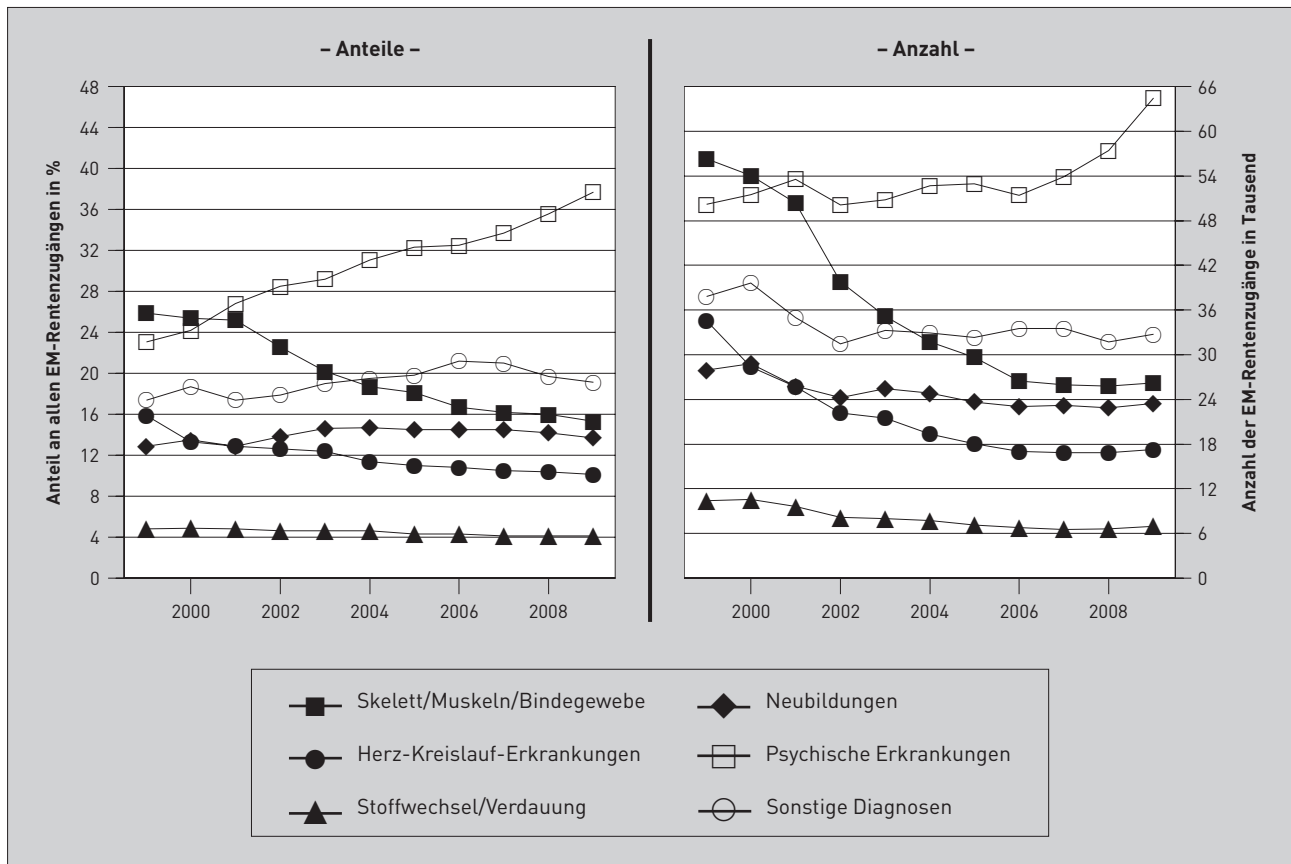 – Anteile –
– Anzahl –
Anteil an allen EM-Rentenzugängen in %
48
44
40
36
32
28
24
20
16
12
8
4
0
2000 2002 2004 2006 2008
66
60
54
48
42
36
30
24
18
12
6
0
Anzahl der EM-Rentenzugänge in Tausend
2000 2002 2004 2006 2008
Skelett/Muskeln/Bindegewebe
Neubildungen
Herz-Kreislauf-Erkrankungen
Psychische Erkrankungen
Stoffwechsel/Verdauung
Sonstige Diagnosen